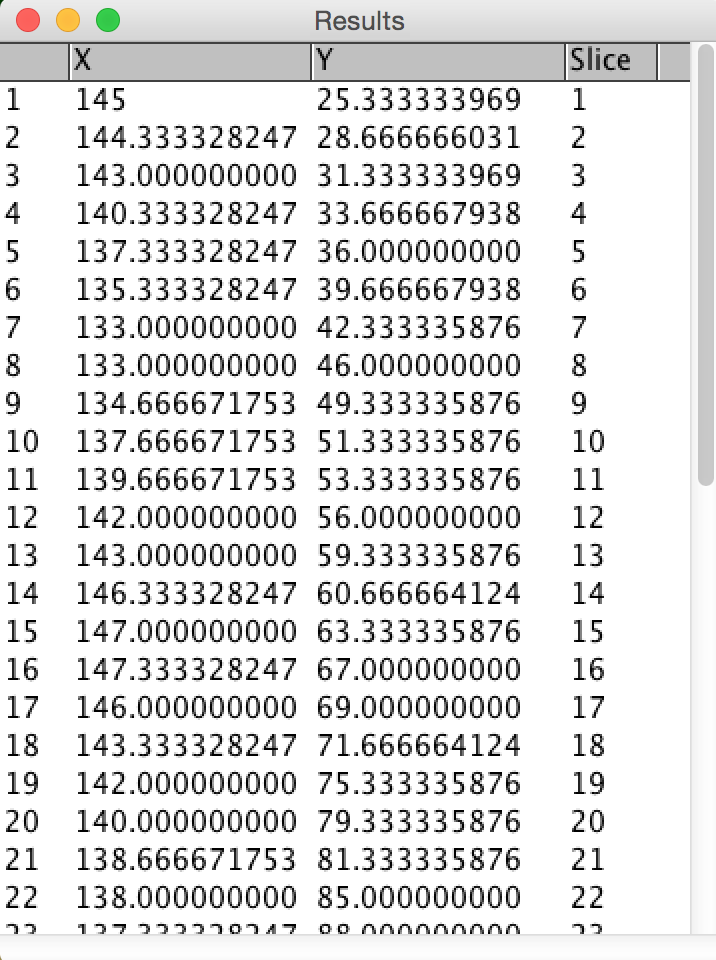 Results
X Y Slice
1 145 25.333333969 1
2 144.333328247 28.666666031 2
3 143.000000000 31.333333969 3
4 140.333328247 33.666667938 4
5 137.333328247 36.000000000 5
6 135.333328247 39.666667938 6
7 133.000000000 42.333335876 7
8 133.000000000 46.000000000 8
9 134.666671753 49.333335876 9
10 137.666671753 51.333335876 10
11 139.666671753 53.333335876 11
12 142.000000000 56.000000000 12
13 143.000000000 59.333335876 13
14 146.333328247 60.666664124 14
15 147.000000000 63.333335876 15
16 147.333328247 67.000000000 16
17 146.000000000 69.000000000 17
18 143.333328247 71.666664124 18
19 142.000000000 75.333335876 19
20 140.000000000 79.333335876 20
21 138.666671753 81.333335876 21
22 138.000000000 85.000000000 22
23 137.333328247 88.000000000 23